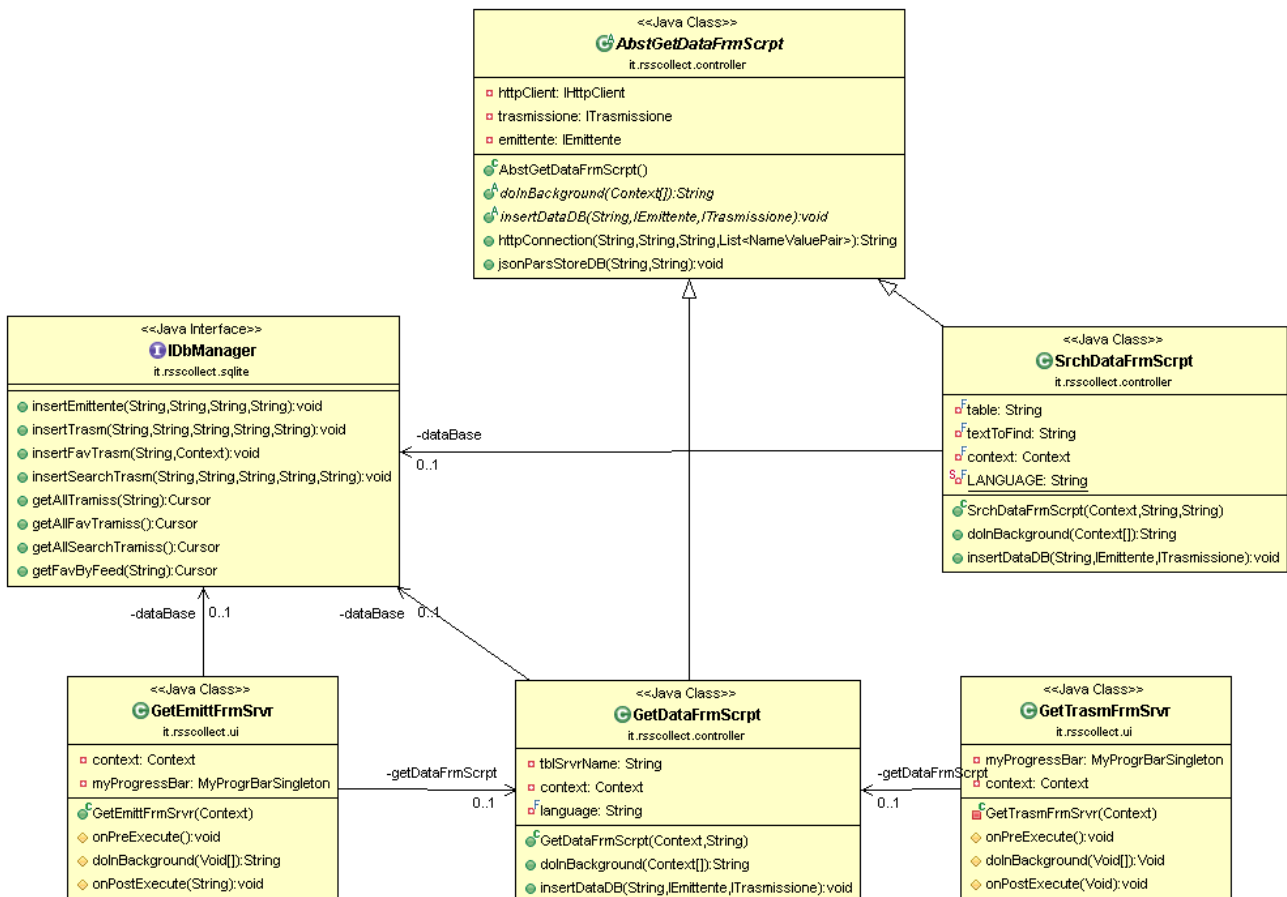 <<Java Class>>
AbstGetDataFrmScrpt
it.rsscollect.controller
httpClient: IHttpClient
trasmissione: ITrasmissione
emittente: IEmittente
AbstGetDataFrmScrpt()
doInBackground(Context[]):String
insertDataDB(String,IEmittente,ITrasmissione):void
httpConnection(String,String,String,List<NameValuePair>):String
jsonParsStoreDB(String,String):void
<<Java Interface>>
IDbManager
it.rsscollect.sqlite
insertEmittente(String,String,String,String):void
insertTrasm(String,String,String,String,String):void
insertFavTrasm(String,Context):void
insertSearchTrasm(String,String,String,String,String):void
getAllTramiss(String):Cursor
getAllFavTramiss():Cursor
getAllSearchTramiss():Cursor
getFavByFeed(String):Cursor
<<Java Class>>
SrchDataFrmScrpt
it.rsscollect.controller
table: String
textToFind: String
context: Context
LANGUAGE: String
SrchDataFrmScrpt(Context,String,String)
doInBackground(Context[]):String
insertDataDB(String,IEmittente,ITrasmissione):void
-dataBase
0..1
-dataBase
0..1
-dataBase
0..1
<<Java Class>>
GetEmittFrmSrvr
it.rsscollect.ui
context: Context
myProgressBar: MyProgrBarSingleton
GetEmittFrmSrvr(Context)
onPreExecute():void
doInBackground(Void[]):String
onPostExecute(String):void
-getDataFrmScrpt
0..1
<<Java Class>>
GetDataFrmScrpt
it.rsscollect.controller
tblSrvrName: String
context: Context
language: String
GetDataFrmScrpt(Context,String)
doInBackground(Context[]):String
insertDataDB(String,IEmittente,ITrasmissione):void
-getDataFrmScrpt
0..1
<<Java Class>>
GetTrasmFrmSrvr
it.rsscollect.ui
myProgressBar: MyProgrBarSingleton
context: Context
GetTrasmFrmSrvr(Context)
onPreExecute():void
doInBackground(Void[]):Void
onPostExecute(Void):void